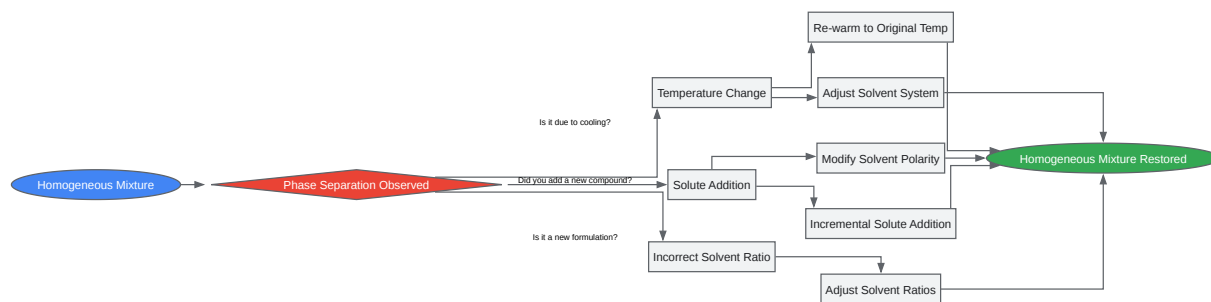 Re-warm to Original Temp
Temperature Change
Adjust Solvent System
Is it due to cooling?
Homogeneous Mixture
Phase Separation Observed
Did you add a new compound?
Solute Addition
Modify Solvent Polarity
Homogeneous Mixture Restored
Incremental Solute Addition
Is it a new formulation?
Incorrect Solvent Ratio
Adjust Solvent Ratios